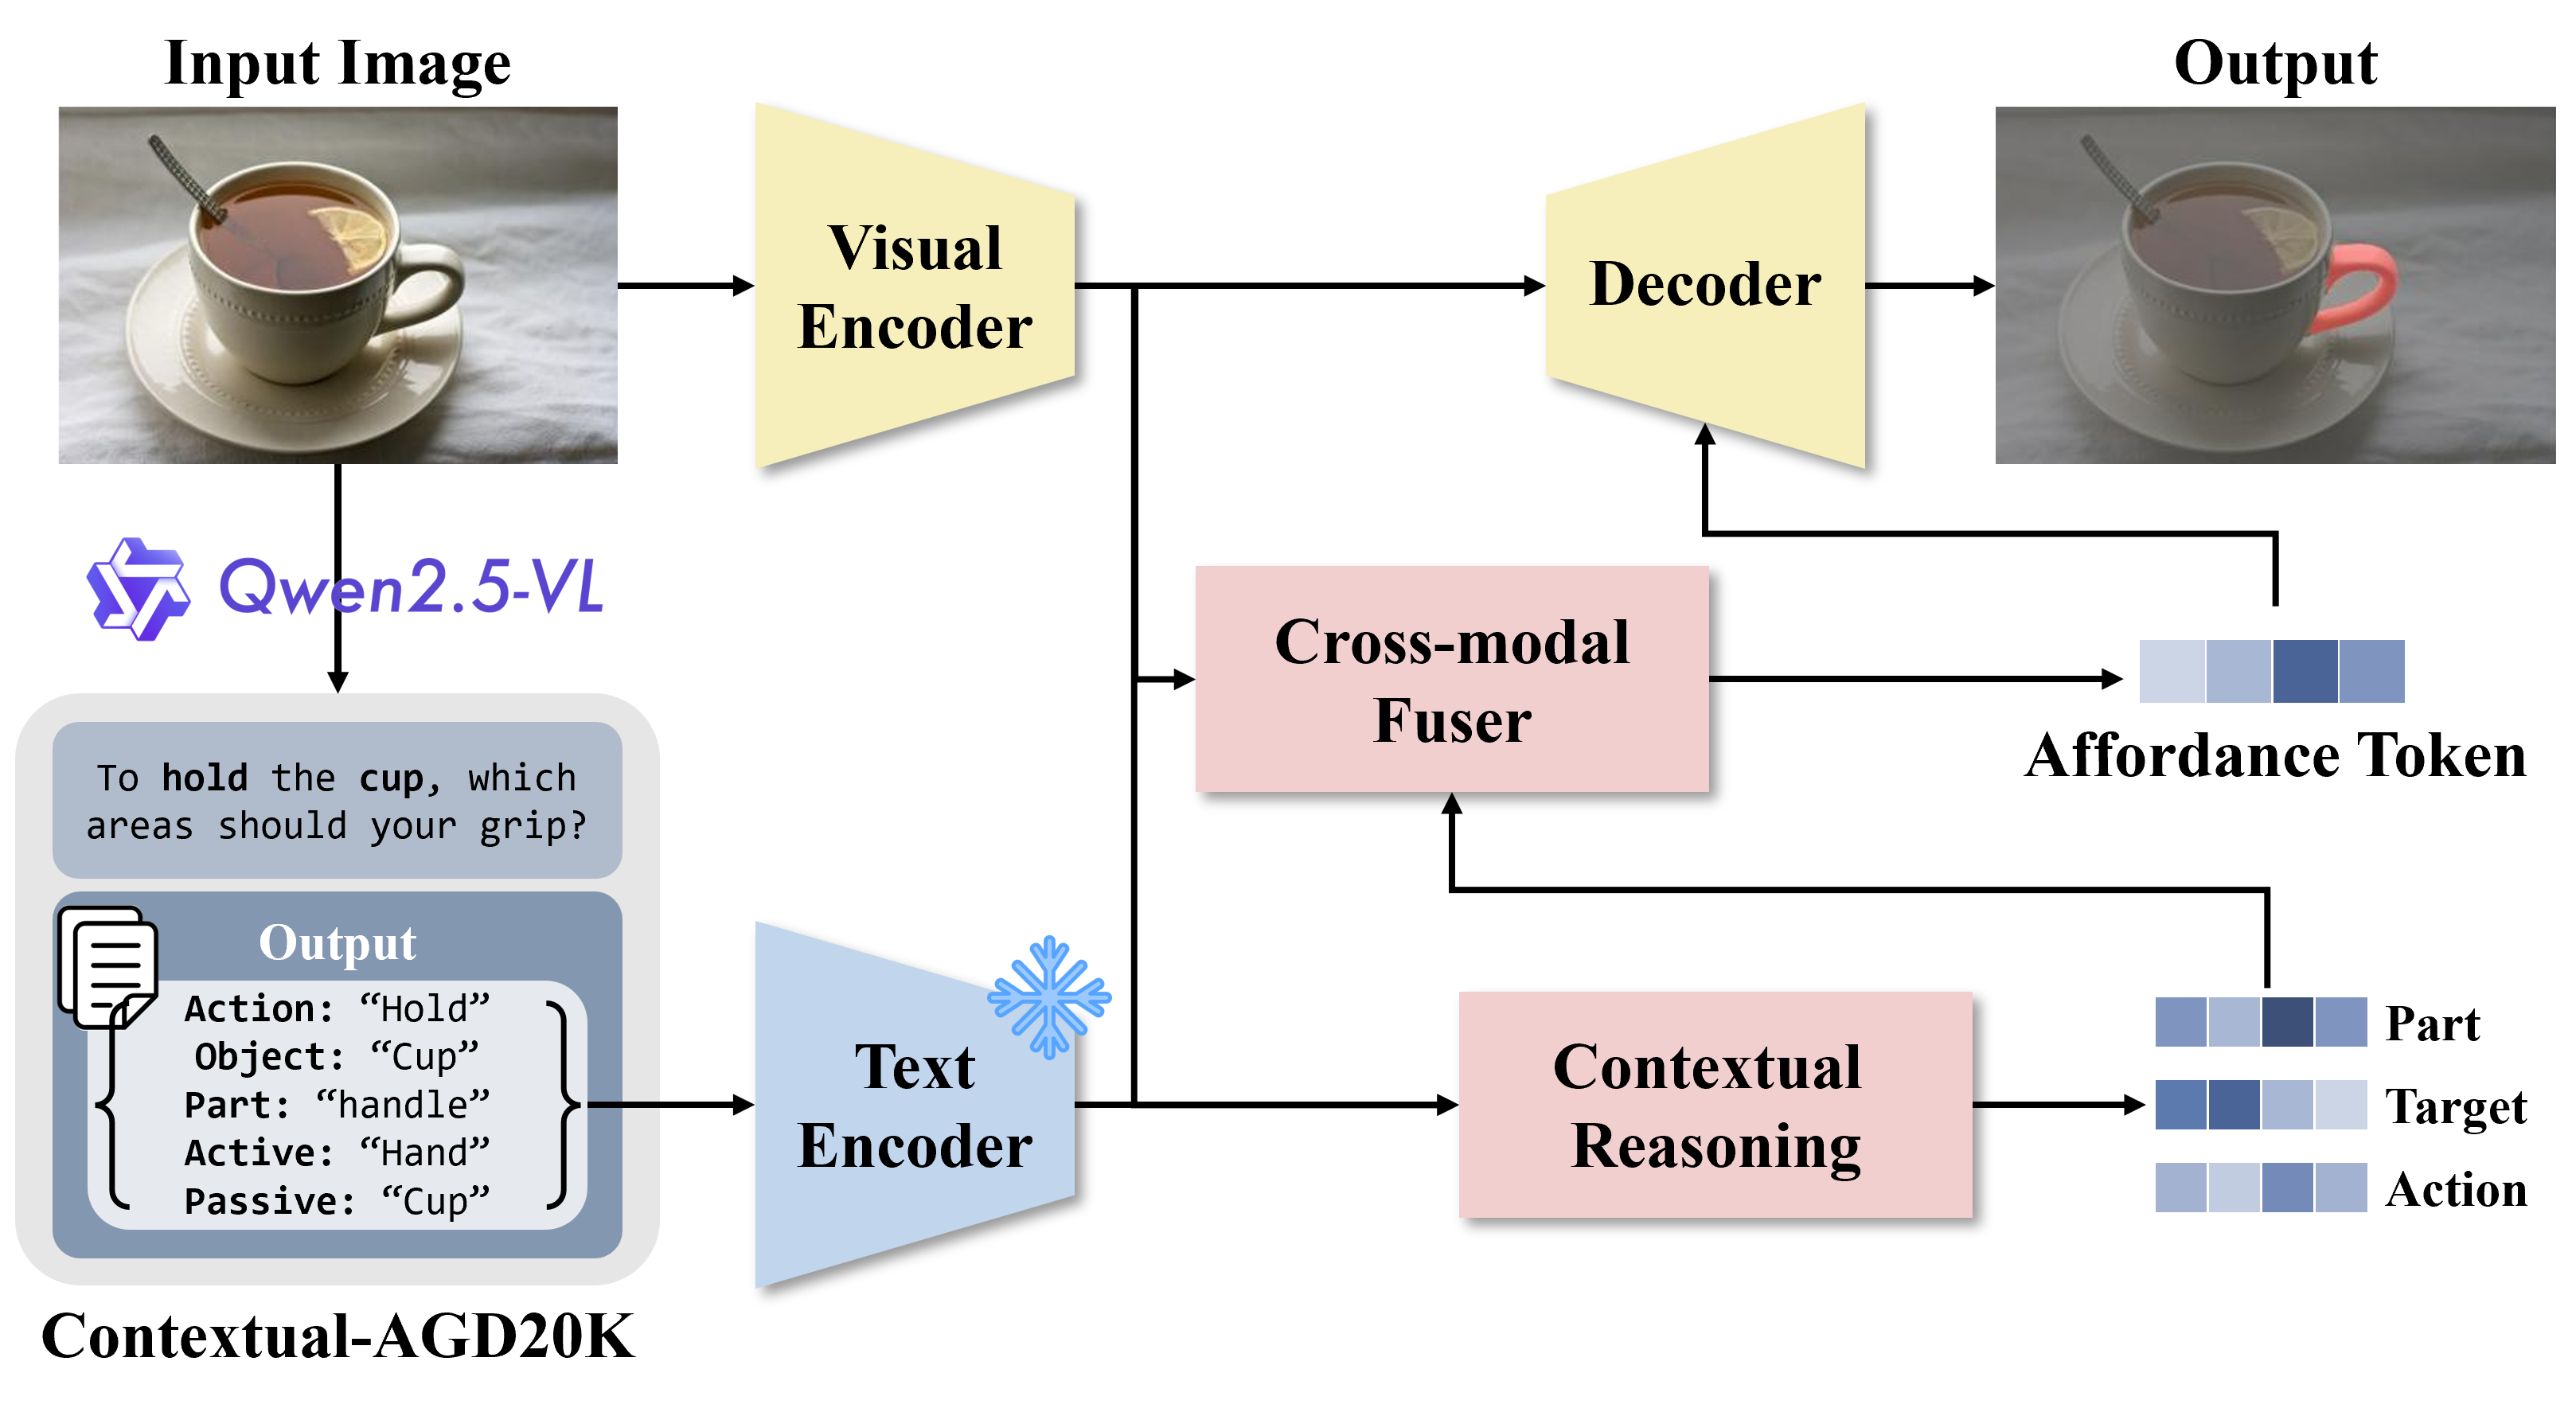 Input Image
Output
Visual
Encoder
Decoder
Qwen2.5-VL
Cross-modal
Fuser
Affordance Token
To hold the cup, which
areas should your grip?
Output
Action: “Hold”
Object: “Cup”
Part: “handle”
Active: “Hand”
Passive: “Cup”
Text
Encoder
Contextual
Reasoning
Part
Target
Action
Contextual-AGD20K